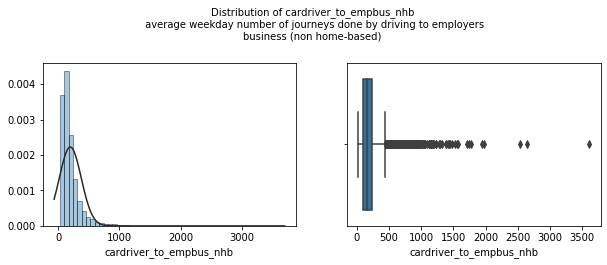 Distribution of cardriver_to_empbus_nhb
average weekday number of journeys done by driving to employers
business (non home-based)
0.004
0.003
0.002
0.001
0.000
0 1000 2000 3000
cardriver_to_empbus_nhb
0 500 1000 1500 2000 2500 3000 3500
cardriver_to_empbus_nhb